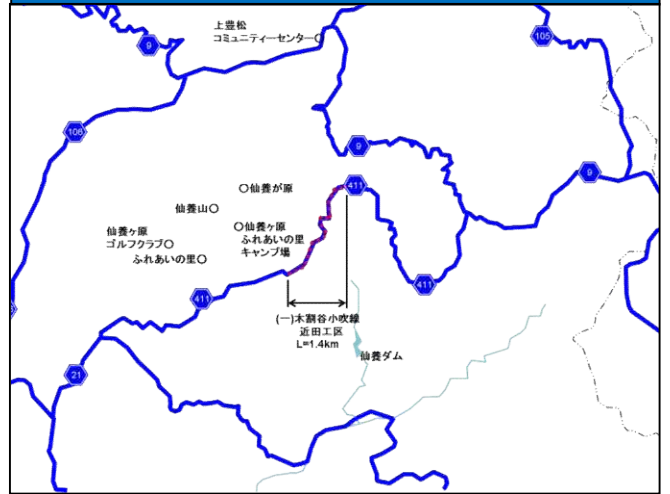 上豊松
コミュニティーセンター
9
105
106
9
9
411
仙養が原
仙養山
仙養ヶ原
ふれあいの里
キャンプ場
仙養ヶ原
ゴルフクラブ
ふれあいの里
411
411
(一)木割谷小吹線
近田工区
L=1.4km
仙養ダム
21